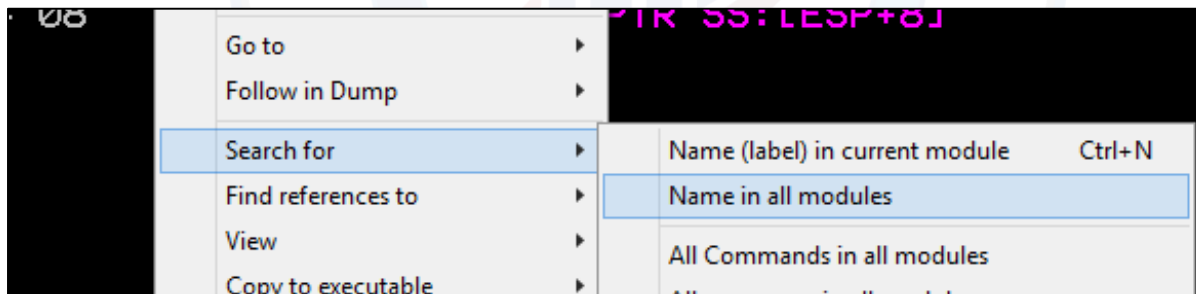 08 PTR SS:[ESP+8]
Go to
Follow in Dump
Search for
Name (label) in current module Ctrl+N
Find references to
Name in all modules
View
All Commands in all modules
Copy to executable